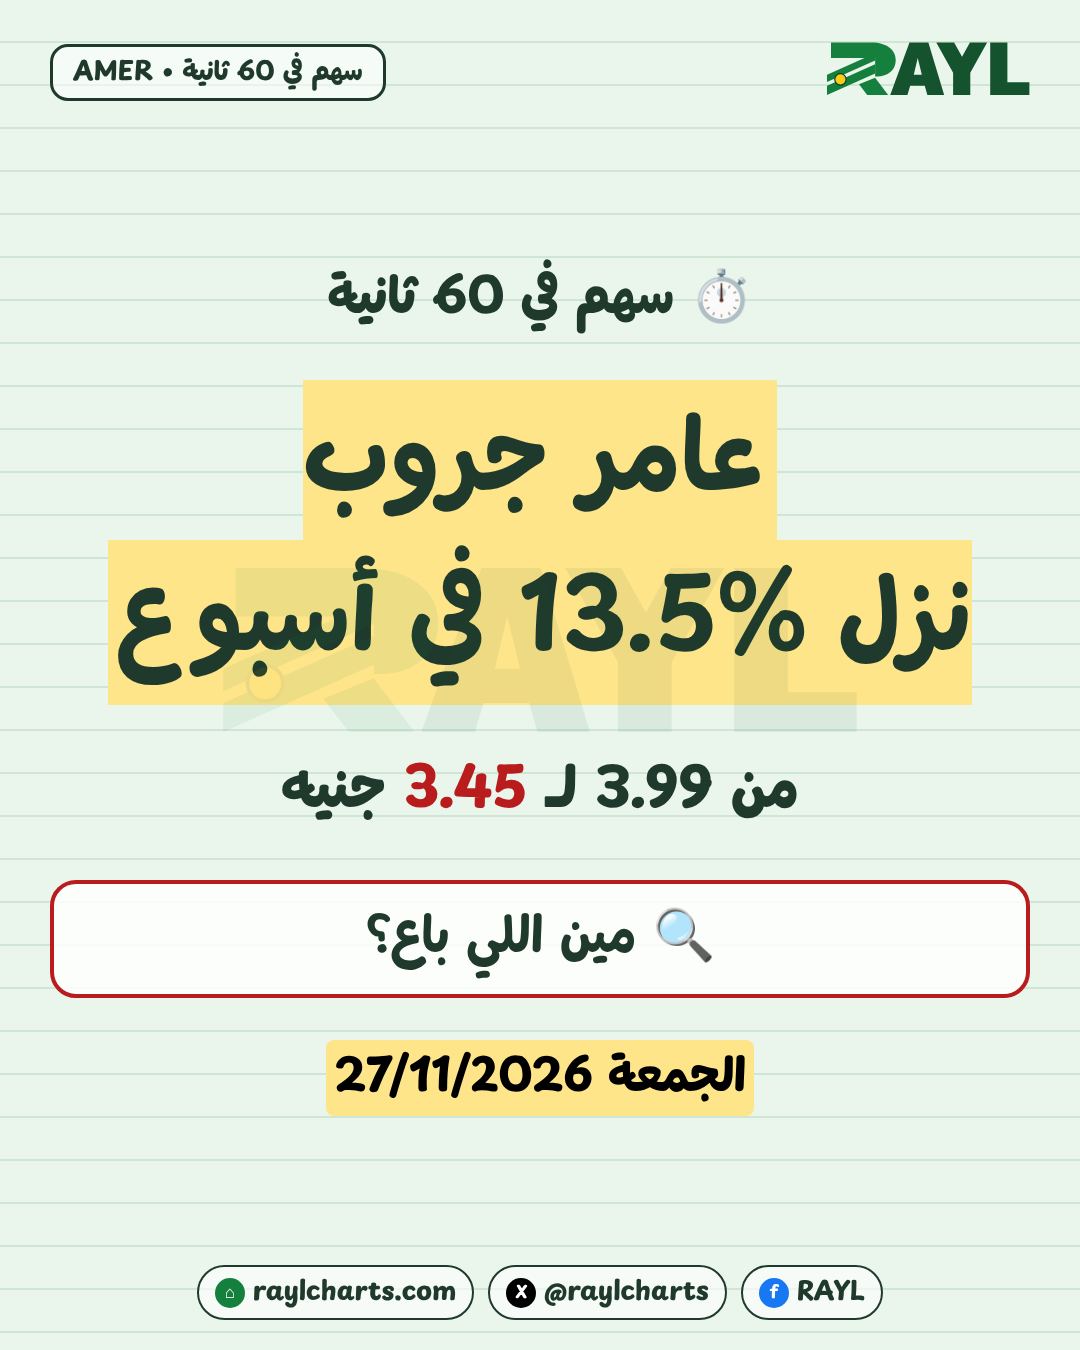 سهم في 60 ثانية • AMER
RAYL
⏱️ سهم في 60 ثانية
عامر جروب
نزل 13.5% في أسبوع
RAYL
من 3.99 لـ 3.45 جنيه
🔍 مين اللي باع؟
الجمعة 27/11/2026
raylcharts.com
X @raylcharts
f RAYL